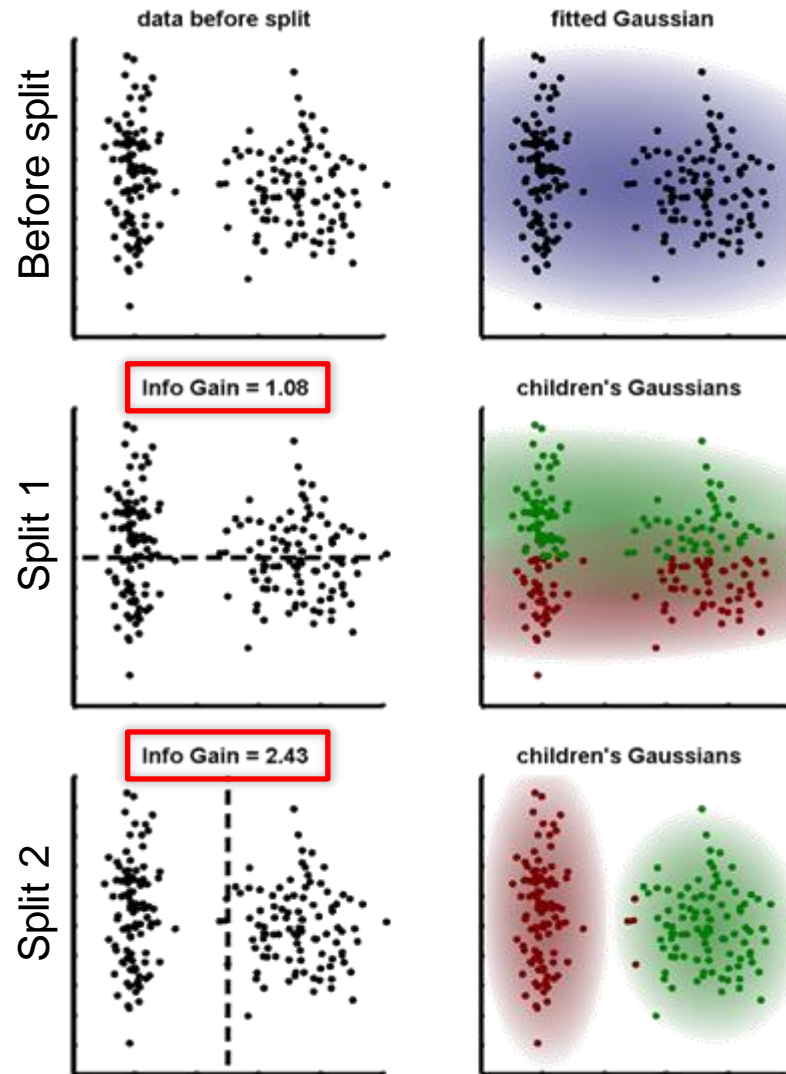 data before split
fitted Gaussian
Before split
Info Gain = 1.08
children's Gaussians
Split 1
Info Gain = 2.43
children's Gaussians
Split 2